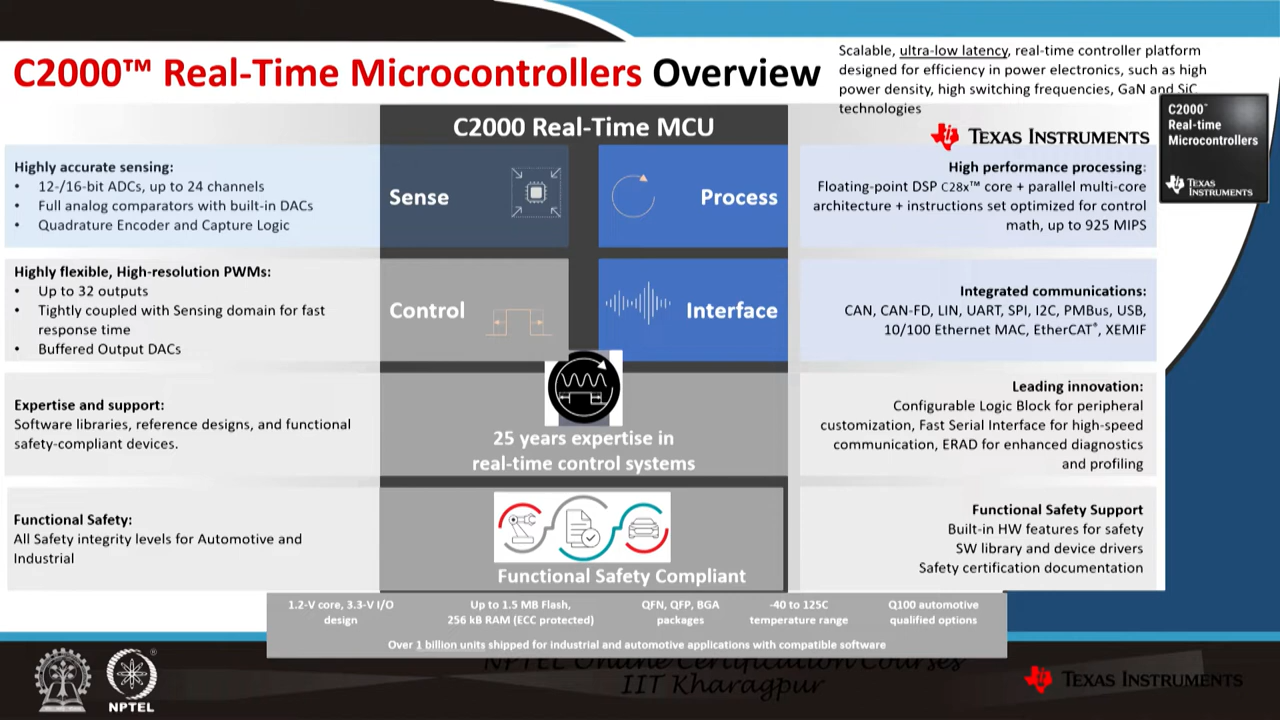 C2000™ Real-Time Microcontrollers Overview
Scalable, ultra-low latency, real-time controller platform
designed for efficiency in power electronics, such as high
power density, high switching frequencies, GaN and SiC
technologies
C2000™
Real-time
Microcontrollers
TEXAS
INSTRUMENTS
TEXAS INSTRUMENTS
C2000 Real-Time MCU
Highly accurate sensing:
• 12-/16-bit ADCs, up to 24 channels
• Full analog comparators with built-in DACs
• Quadrature Encoder and Capture Logic
Sense
Process
High performance processing:
Floating-point DSP C28x™ core + parallel multi-core
architecture + instructions set optimized for control
math, up to 925 MIPS
Highly flexible, High-resolution PWMs:
• Up to 32 outputs
• Tightly coupled with Sensing domain for fast
response time
• Buffered Output DACs
Control
Interface
Integrated communications:
CAN, CAN-FD, LIN, UART, SPI, I2C, PMBus, USB,
10/100 Ethernet MAC, EtherCAT®, XEMIF
Expertise and support:
Software libraries, reference designs, and functional
safety-compliant devices.
25 years expertise in
real-time control systems
Leading innovation:
Configurable Logic Block for peripheral
customization, Fast Serial Interface for high-speed
communication, ERAD for enhanced diagnostics
and profiling
Functional Safety:
All Safety integrity levels for Automotive and
Industrial
Functional Safety Compliant
Functional Safety Support
Built-in HW features for safety
SW library and device drivers
Safety certification documentation
1.2-V core, 3.3-V I/O
design
Up to 1.5 MB Flash,
256 kB RAM (ECC protected)
QFN, QFP, BGA
packages
-40 to 125C
temperature range
Q100 automotive
qualified options
Over 1 billion units shipped for industrial and automotive applications with compatible software
NPTEL Online Certification Courses
IIT Kharagpur
NPTEL
TEXAS INSTRUMENTS